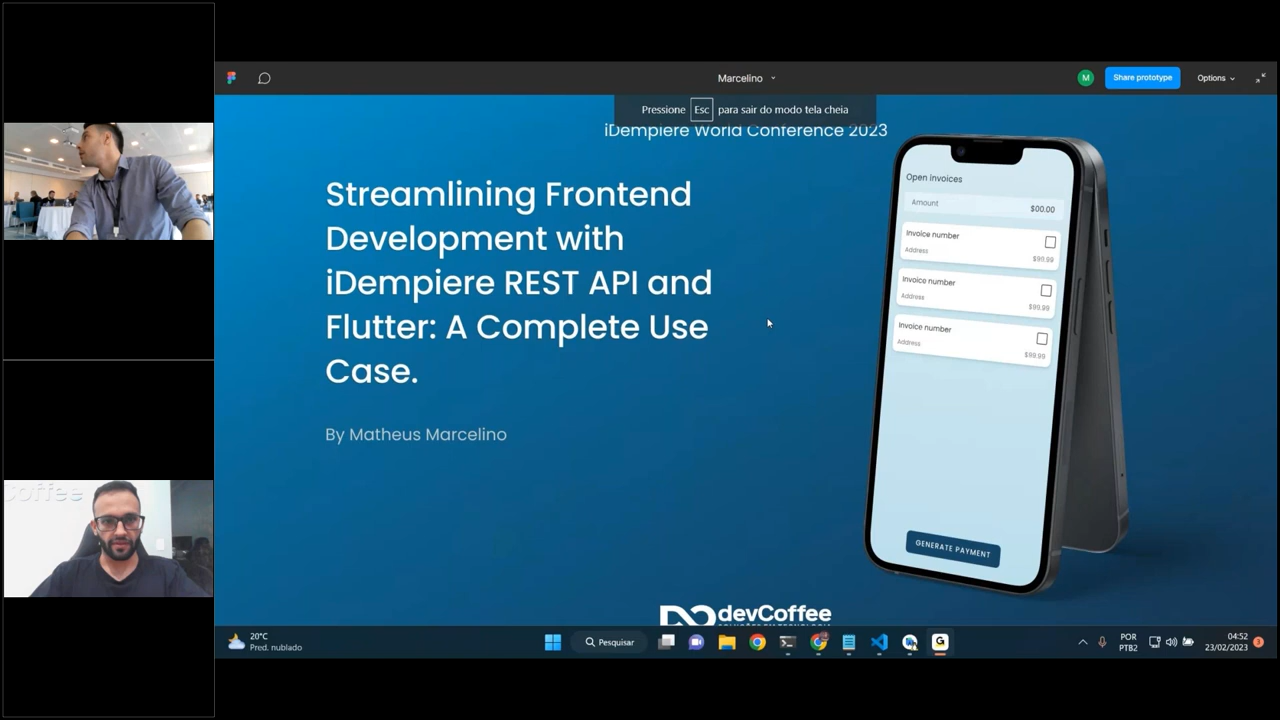 Marcelino
M
Share prototype
Options
Pressione Esc para sair do modo tela cheia
iDempiere World Conference 2023
Streamlining Frontend
Development with
iDempiere REST API and
Flutter: A Complete Use
Case.
By Matheus Marcelino
Open invoices
Amount $00.00
Invoice number
Address $99.99
Invoice number
Address $99.99
Invoice number
Address $99.99
GENERATE PAYMENT
devCoffee
Coffee
20°C
Pred. nublado
Pesquisar
POR
PTB2
04:52
23/02/2023